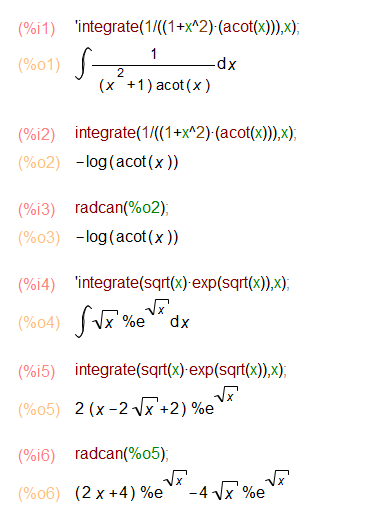 (%i1) 'integrate(1/((1+x^2)·(acot(x))),x);
(%o1) ∫ 1/((x^2+1) acot(x)) dx
(%i2) integrate(1/((1+x^2)·(acot(x))),x);
(%o2) −log(acot(x))
(%i3) radcan(%o2);
(%o3) −log(acot(x))
(%i4) 'integrate(sqrt(x)·exp(sqrt(x)),x);
(%o4) ∫ √x %e^√x dx
(%i5) integrate(sqrt(x)·exp(sqrt(x)),x);
(%o5) 2 (x−2 √x+2) %e^√x
(%i6) radcan(%o5);
(%o6) (2 x+4) %e^√x −4 √x %e^√x